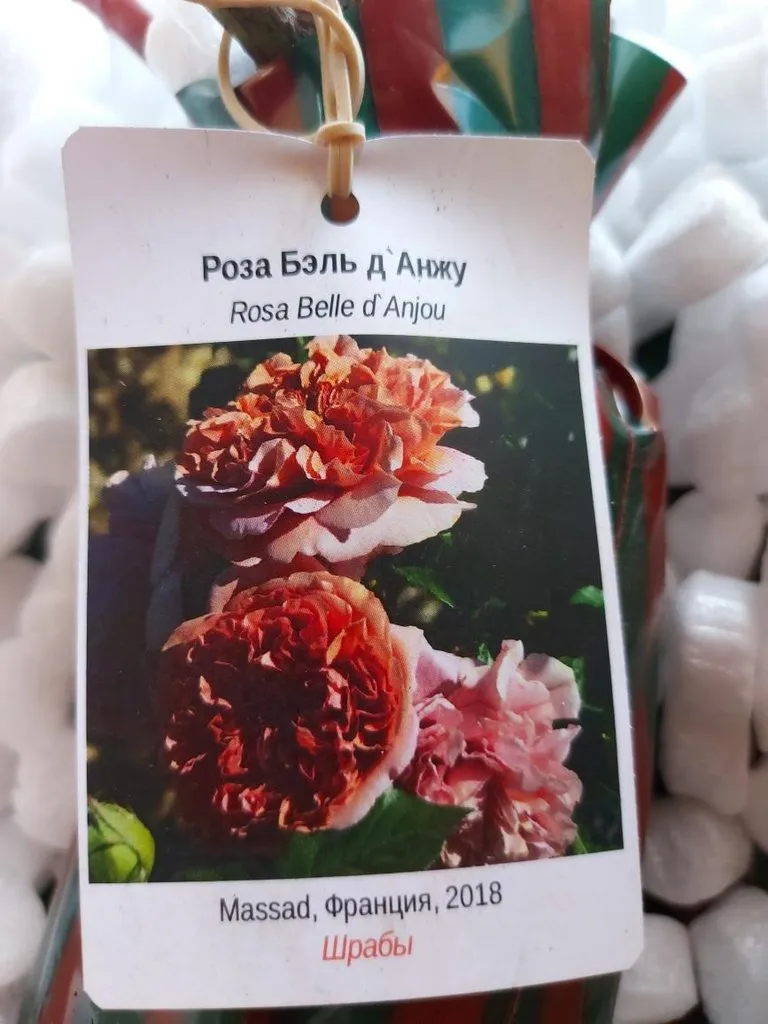 Роза Бэль д`Анжу
Rosa Belle d`Anjou
Massad, Франция, 2018
Шрабы